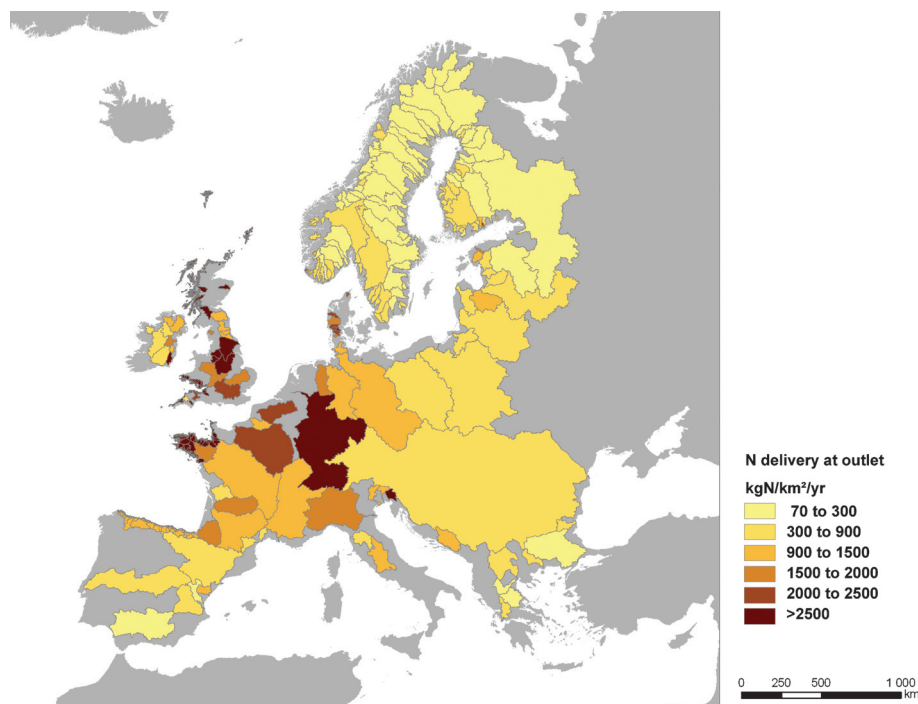 N delivery at outlet
kgN/km²/yr
70 to 300
300 to 900
900 to 1500
1500 to 2000
2000 to 2500
>2500
0 250 500 1 000
km